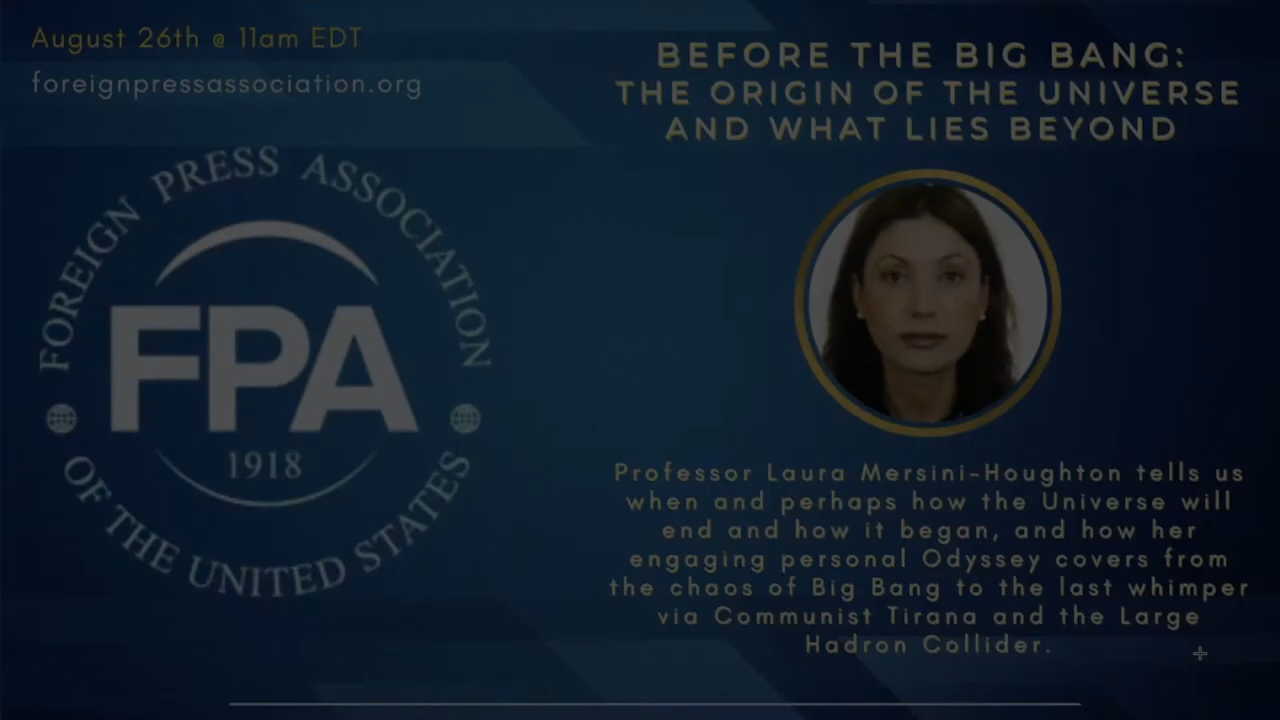 August 26th @ 11am EDT
foreignpressassociation.org
FOREIGN PRESS ASSOCIATION
FPA
1918
OF THE UNITED STATES
BEFORE THE BIG BANG:
THE ORIGIN OF THE UNIVERSE
AND WHAT LIES BEYOND
Professor Laura Mersini-Houghton tells us
when and perhaps how the Universe will
end and how it began, and how her
engaging personal Odyssey covers from
the chaos of Big Bang to the last whimper
via Communist Tirana and the Large
Hadron Collider.